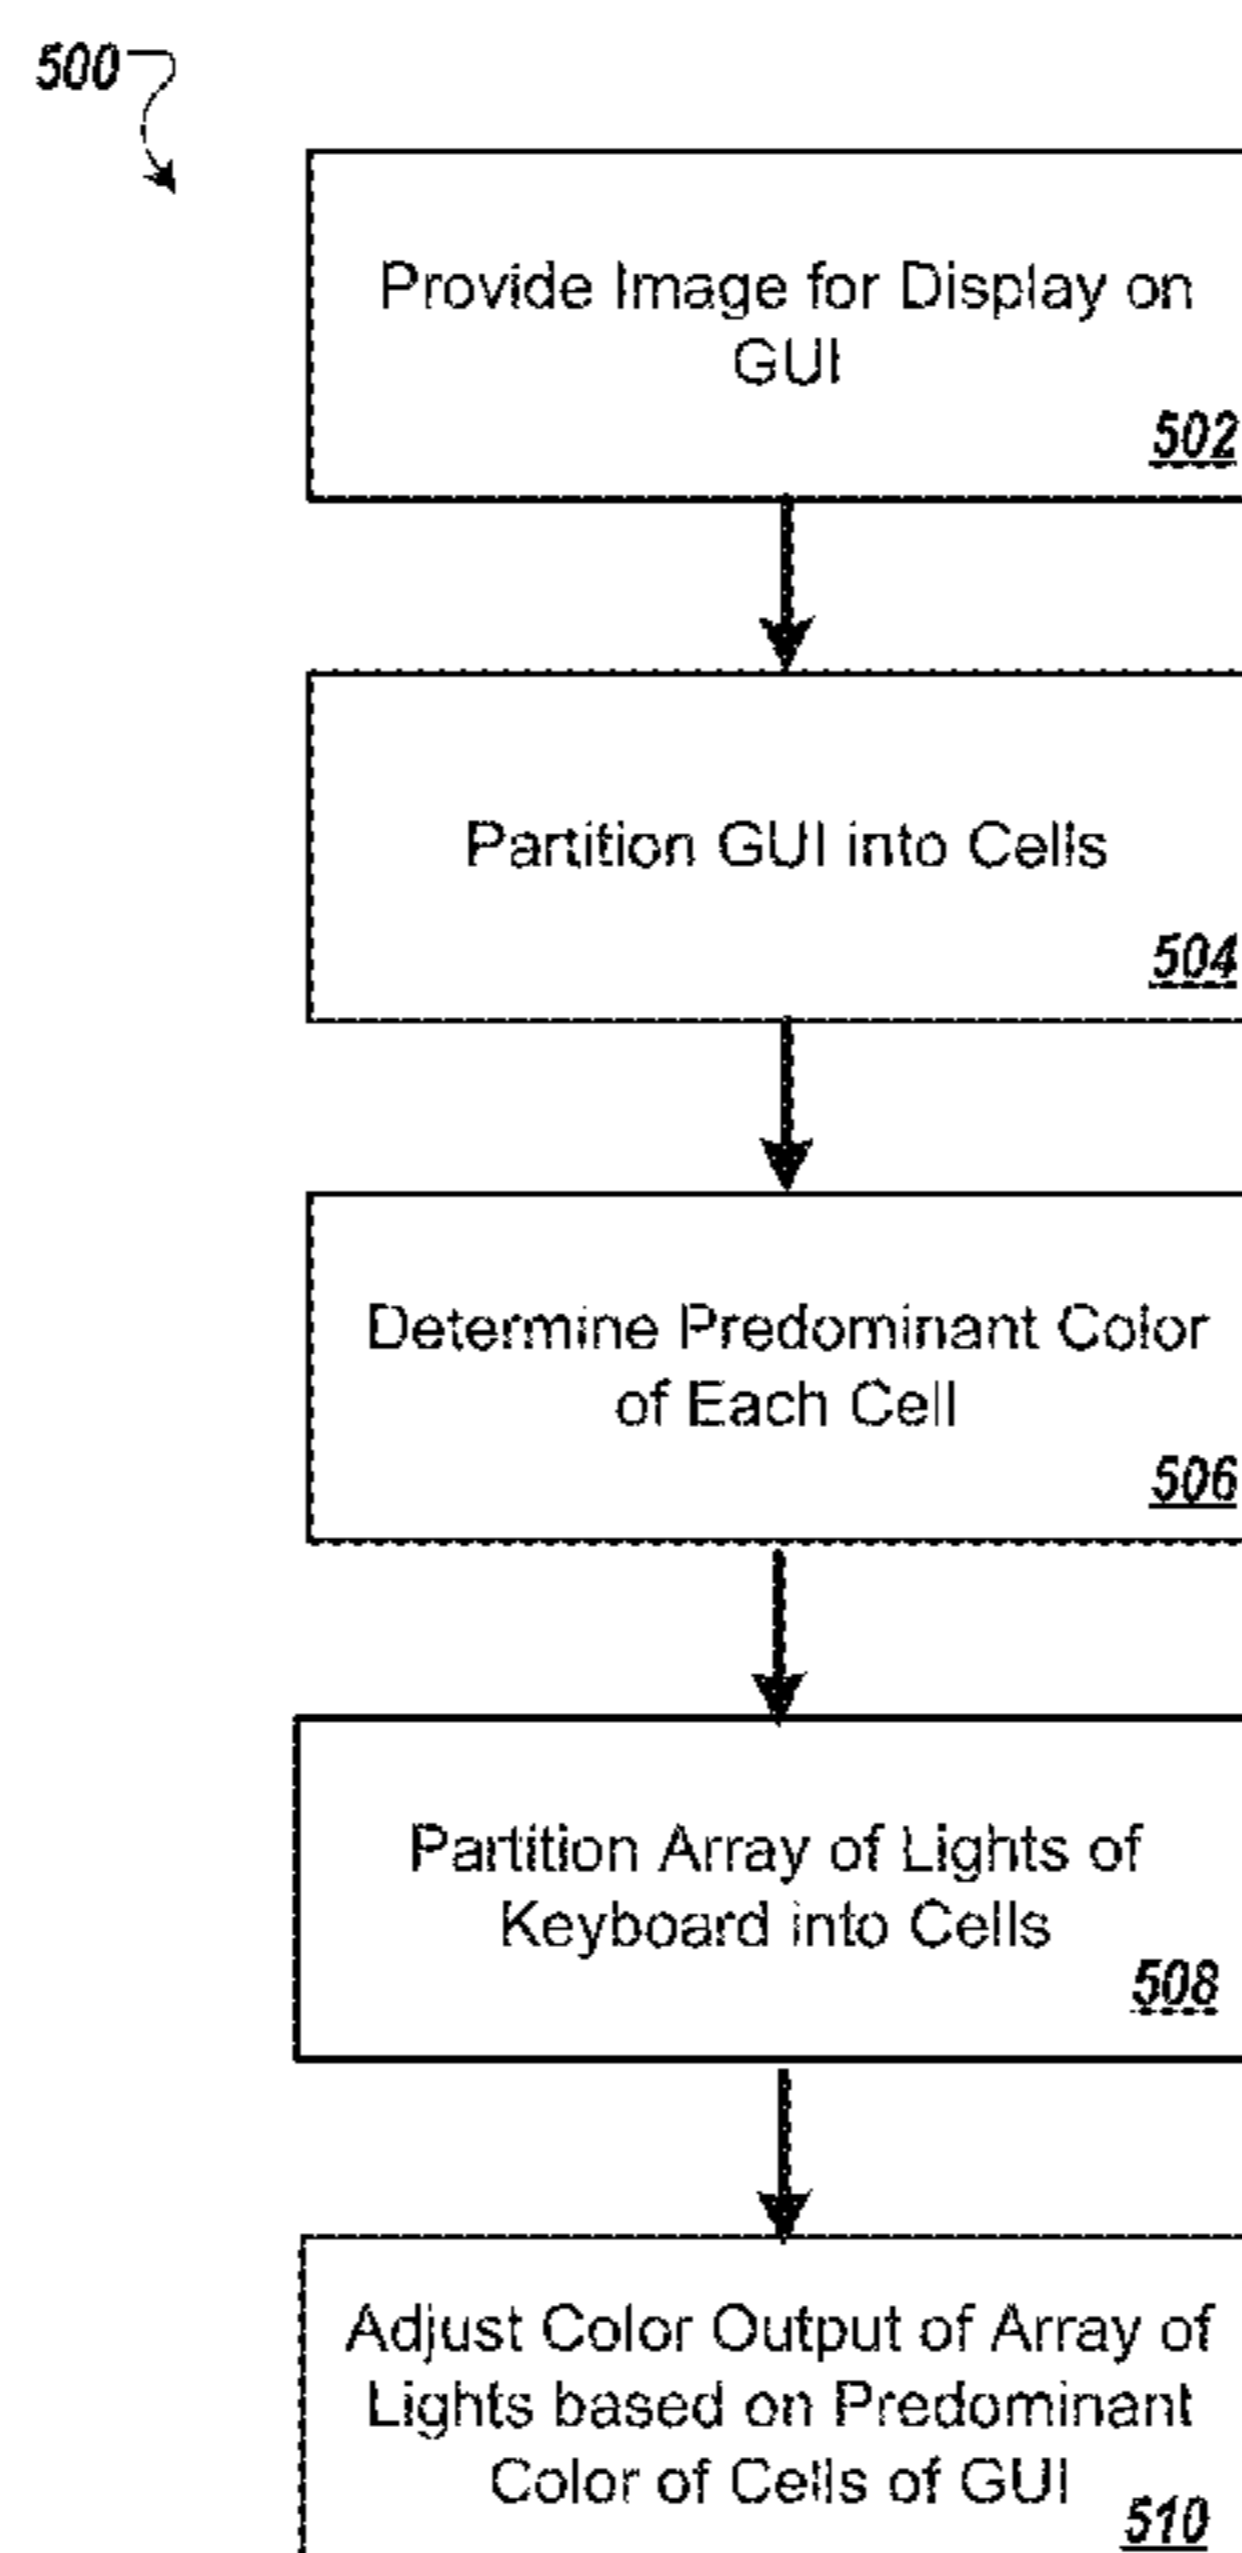 500
Provide Image for Display on
GUI
502
Partition GUI into Cells
504
Determine Predominant Color
of Each Cell
506
Partition Array of Lights of
Keyboard into Cells
508
Adjust Color Output of Array of
Lights based on Predominant
Color of Cells of GUI
510